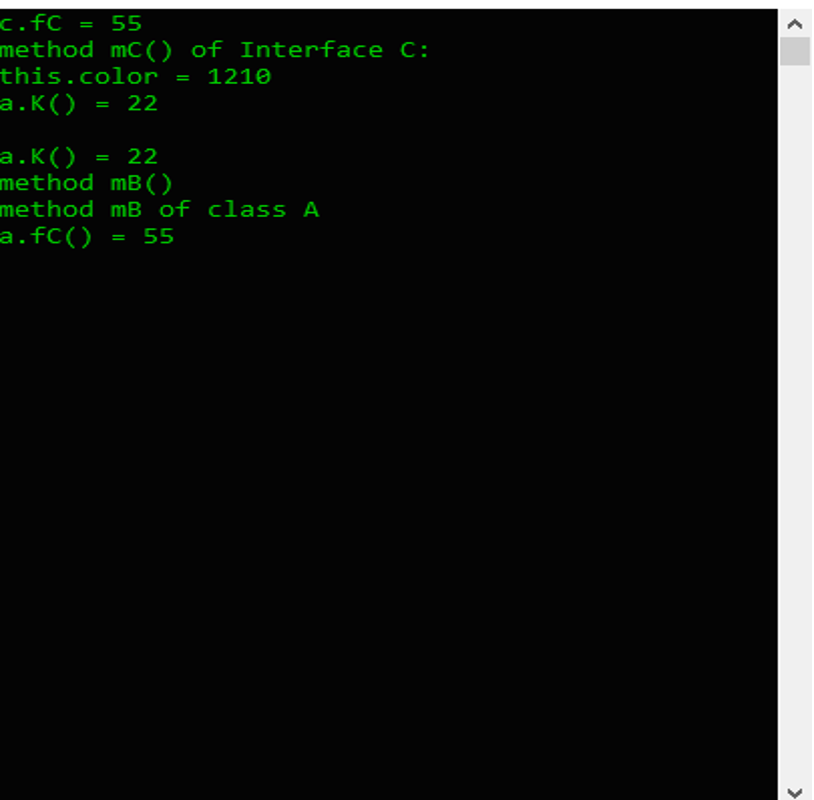 c.fC = 55
method mC() of Interface C:
this.color = 1210
a.K() = 22
a.K() = 22
method mB()
method mB of class A
a.fC() = 55